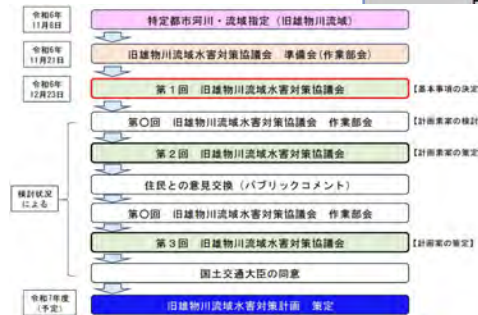 令和6年
11月8日
特定都市河川・流域指定（旧雄物川流域）
令和6年
11月21日
旧雄物川流域水害対策協議会　準備会（作業部会）
令和6年
12月23日
第１回　旧雄物川流域水害対策協議会
【基本事項の決定
第〇回　旧雄物川流域水害対策協議会　作業部会
【計画素案の検討
第２回　旧雄物川流域水害対策協議会
【計画素案の策定
検討状況
による
住民との意見交換（パブリックコメント）
第〇回　旧雄物川流域水害対策協議会　作業部会
第３回　旧雄物川流域水害対策協議会
【計画案の策定】
国土交通大臣の同意
令和7年度
（予定）
旧雄物川流域水害対策計画　策定